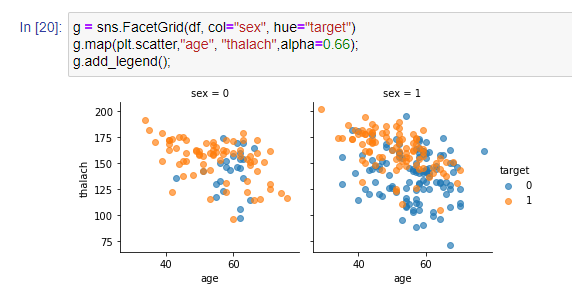 In [20]: g = sns.FacetGrid(df, col="sex", hue="target")
g.map(plt.scatter,"age", "thalach",alpha=0.66);
g.add_legend();
sex = 0
sex = 1
200
175
150
125
100
75
thalach
target
0
1
40
60
40
60
age
age